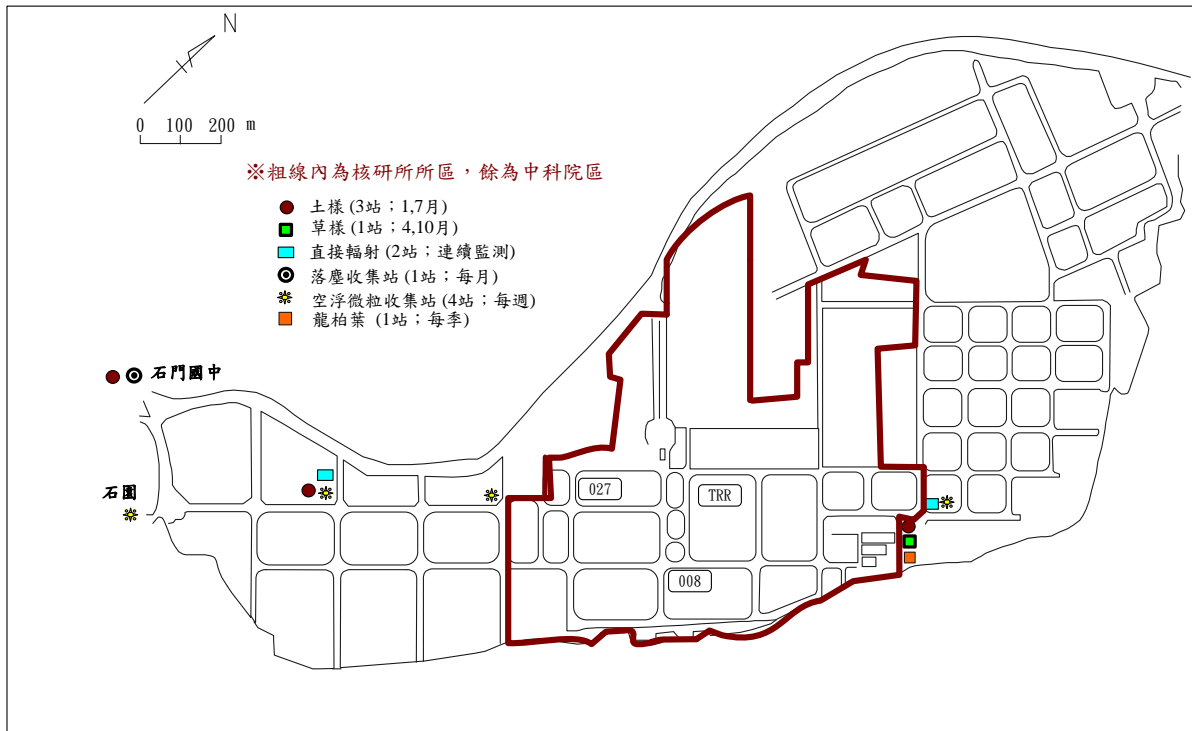 N
0 100 200 m
※粗線內為核研所所區，餘為中科院區
土樣 (3站；1,7月)
草樣 (1站；4,10月)
直接輻射 (2站；連續監測)
落塵收集站 (1站；每月)
空浮微粒收集站 (4站；每週)
龍柏葉 (1站；每季)
石門國中
石園
027
TRR
008